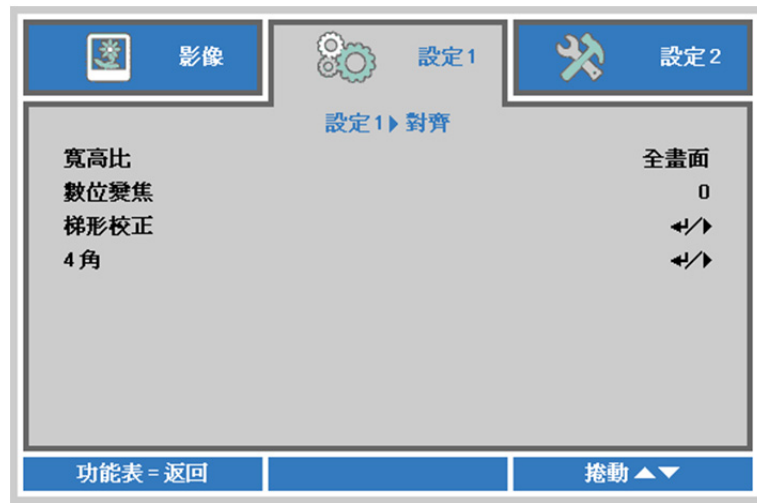 影像 設定1 設定2
設定1▶對齊
寬高比 全畫面
數位變焦 0
梯形校正 ↵/▶
4角 ↵/▶
功能表 = 返回 捲動▲▼